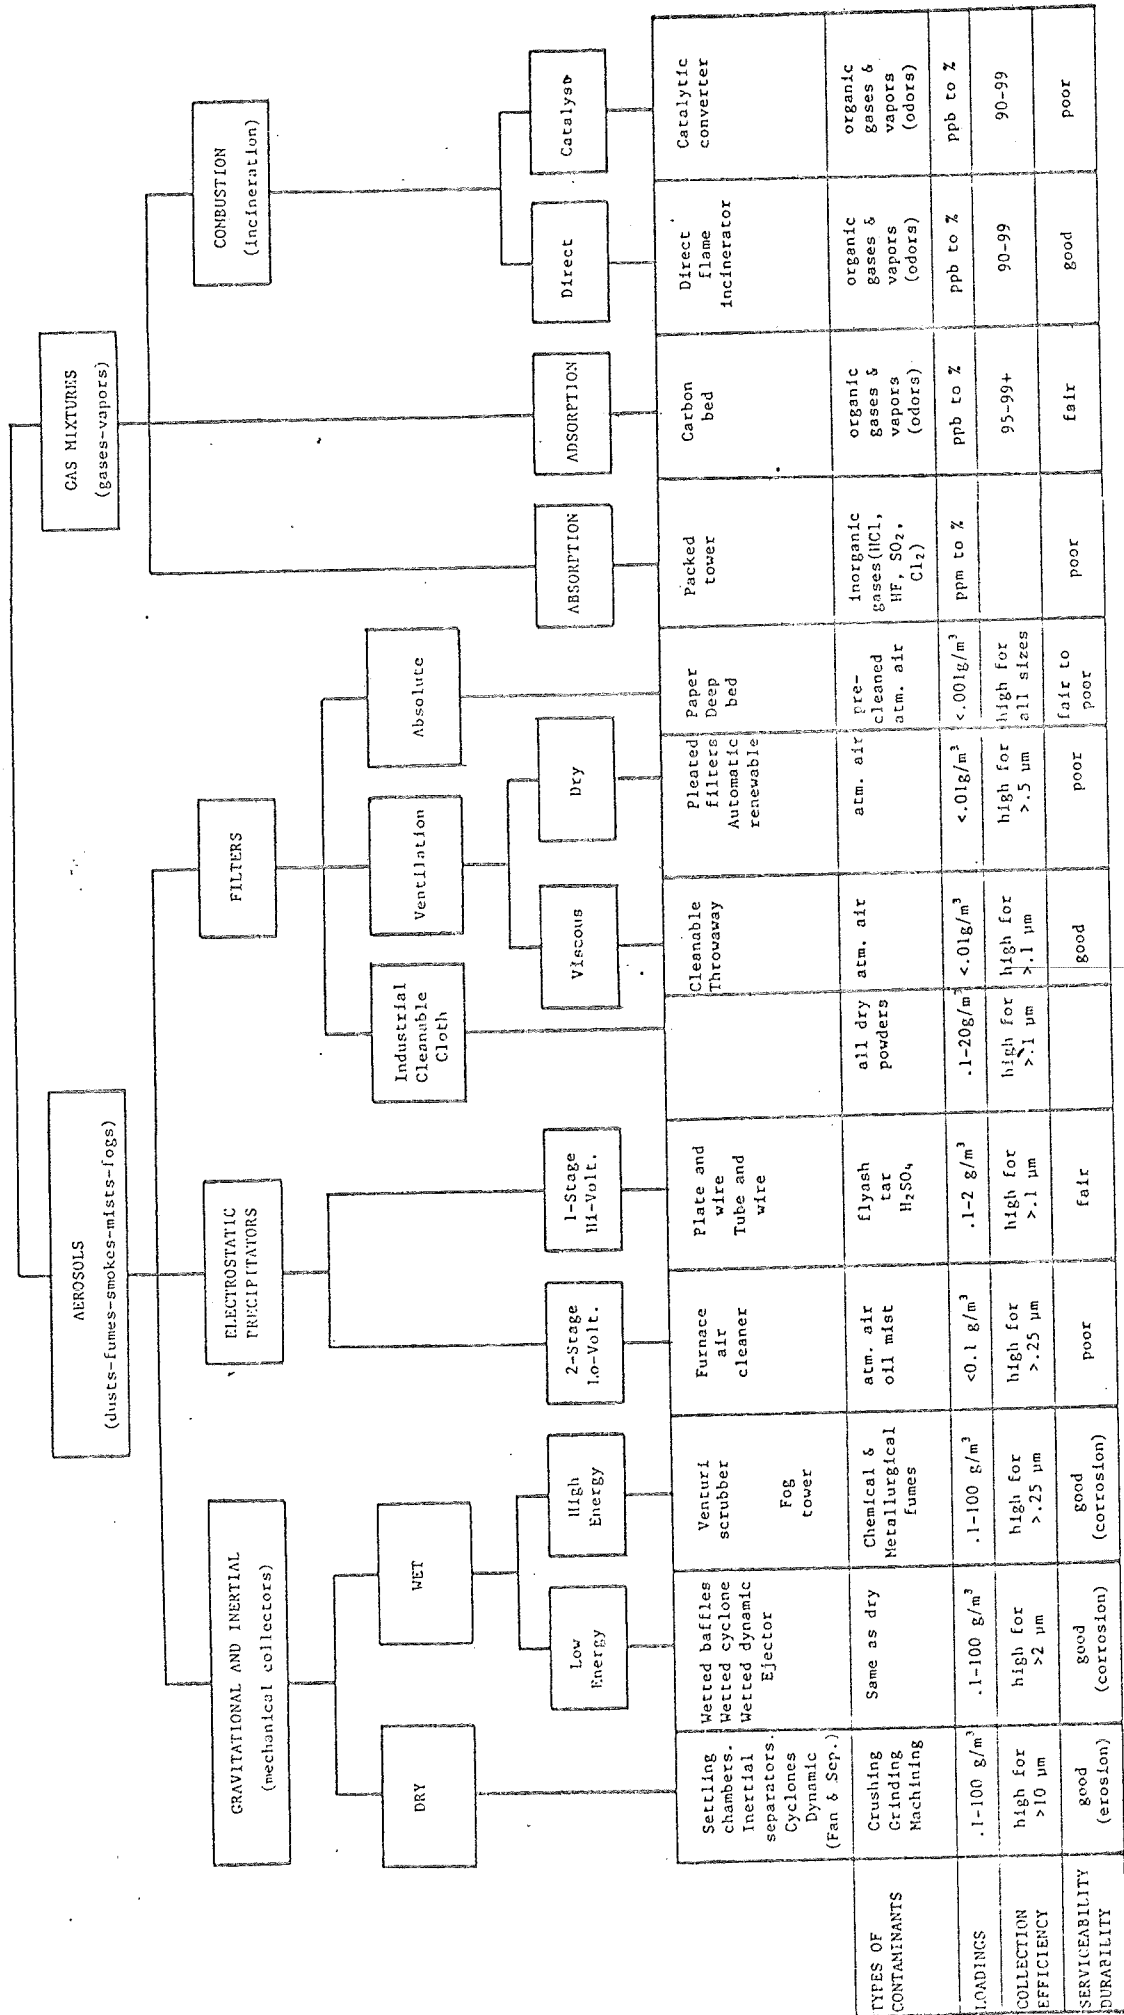 AEROSOLS
(dusts-fumes-smokes-mists-fogs)
GAS MIXTURES
(gases-vapors)
GRAVITATIONAL AND INERTIAL
(mechanical collectors)
ELECTROSTATIC
PRECIPITATORS
FILTERS
COMBUSTION
(incineration)
DRY
WET
Industrial
Cleanable
Cloth
Ventilation
Absolute
Low
Energy
High
Energy
2-Stage
Lo-Volt.
1-Stage
Hi-Volt.
Viscous
Dry
ABSORPTION
ADSORPTION
Direct
Catalyst
Settling
chambers.
Inertial
separators.
Cyclones
Dynamic
(Fan & Sep.)
Wetted baffles
Wetted cyclone
Wetted dynamic
Ejector
Venturi
scrubber
Fog
tower
Furnace
air
cleaner
Plate and
wire
Tube and
wire
Cleanable
Throwaway
Pleated
filters
Automatic
renewable
Paper
Deep
bed
Packed
tower
Carbon
bed
Direct
flame
incinerator
Catalytic
converter
TYPES OF
CONTAMINANTS
Crushing
Grinding
Machining
Same as dry
Chemical &
Metallurgical
fumes
atm. air
oil mist
flyash
tar
H₂SO₄
all dry
powders
atm. air
atm. air
pre-
cleaned
atm. air
inorganic
gases(HCl,
HF, SO₂,
Cl₂)
organic
gases &
vapors
(odors)
organic
gases &
vapors
(odors)
organic
gases &
vapors
(odors)
LOADINGS
.1-100 g/m³
.1-100 g/m³
.1-100 g/m³
<0.1 g/m³
.1-2 g/m³
.1-20g/m³
<.01g/m³
<.01g/m³
<.001g/m³
ppm to %
ppb to %
ppb to %
ppb to %
COLLECTION
EFFICIENCY
high for
>10 µm
high for
>2 µm
high for
>.25 µm
high for
>.25 µm
high for
>.1 µm
high for
>.1 µm
high for
>.1 µm
high for
>.5 µm
high for
all sizes
95-99+
90-99
90-99
SERVICEABILITY
DURABILITY
good
(erosion)
good
(corrosion)
good
(corrosion)
poor
fair
good
poor
fair to
poor
poor
fair
good
poor